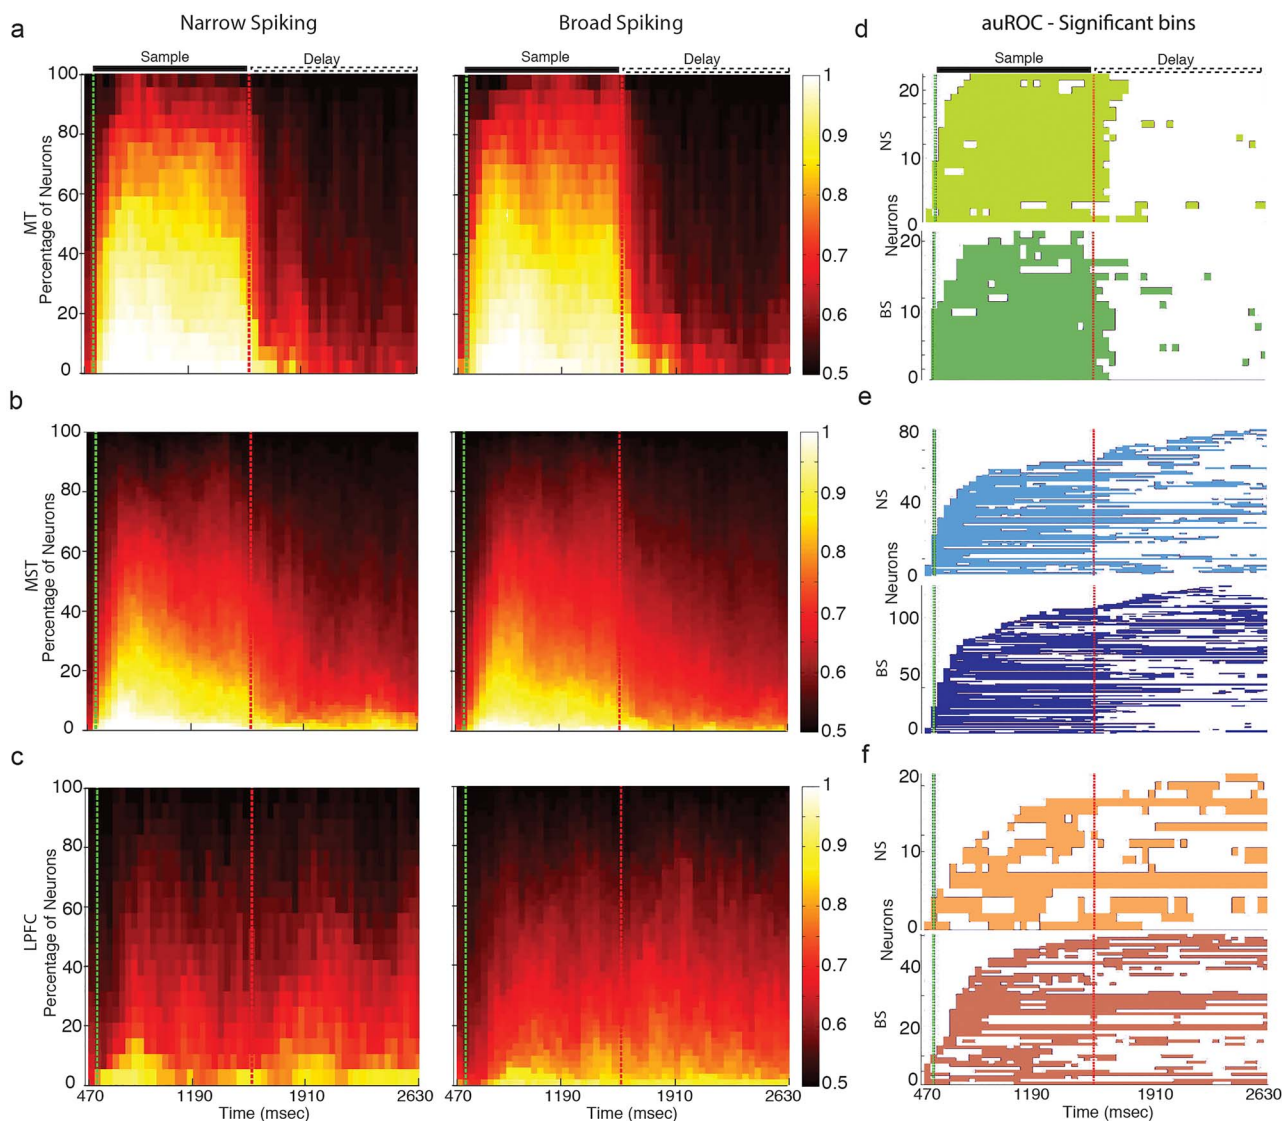 Narrow Spiking
Broad Spiking
auROC - Significant bins
a
Sample
Delay
100
80
60
40
20
0
MT
Percentage of Neurons
Sample
Delay
1
0.9
0.8
0.7
0.6
0.5
d
Sample
Delay
20
10
0
NS
Neurons
20
10
0
BS
b
100
80
60
40
20
0
MST
Percentage of Neurons
1
0.9
0.8
0.7
0.6
0.5
e
80
40
0
NS
Neurons
100
50
0
BS
c
100
80
60
40
20
0
LPFC
Percentage of Neurons
470
1190
1910
2630
Time (msec)
470
1190
1910
2630
Time (msec)
1
0.9
0.8
0.7
0.6
0.5
f
20
10
0
NS
Neurons
40
20
0
BS
470
1190
1910
2630
Time (msec)